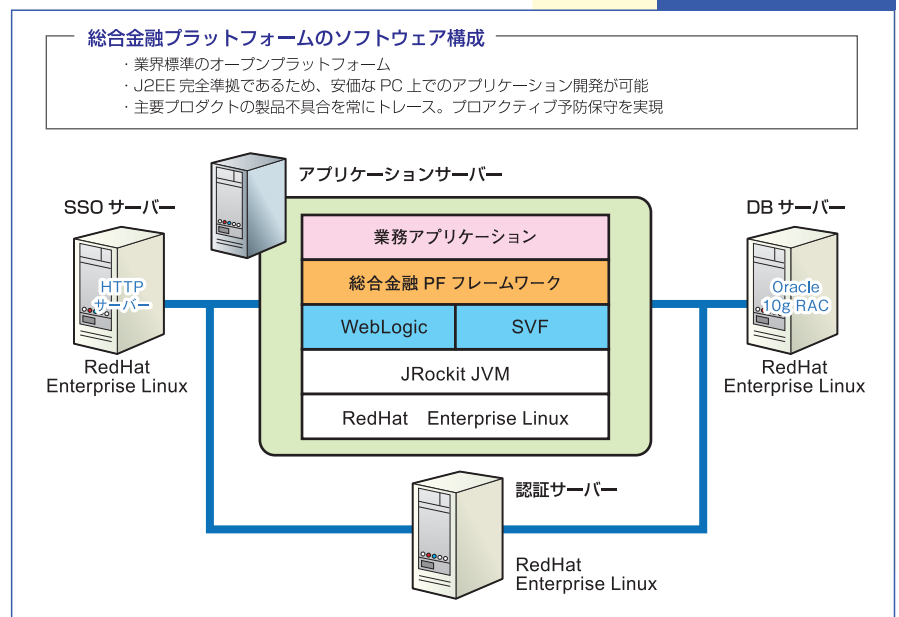 総合金融プラットフォームのソフトウェア構成
・業界標準のオープンプラットフォーム
・J2EE 完全準拠であるため、安価な PC 上でのアプリケーション開発が可能
・主要プロダクトの製品不具合を常にトレース。プロアクティブ予防保守を実現
アプリケーションサーバー
SSO サーバー
DB サーバー
業務アプリケーション
総合金融 PF フレームワーク
HTTP
サーバー
Oracle
10g RAC
WebLogic
SVF
JRockit JVM
RedHat Enterprise Linux
RedHat
Enterprise Linux
RedHat
Enterprise Linux
認証サーバー
RedHat
Enterprise Linux